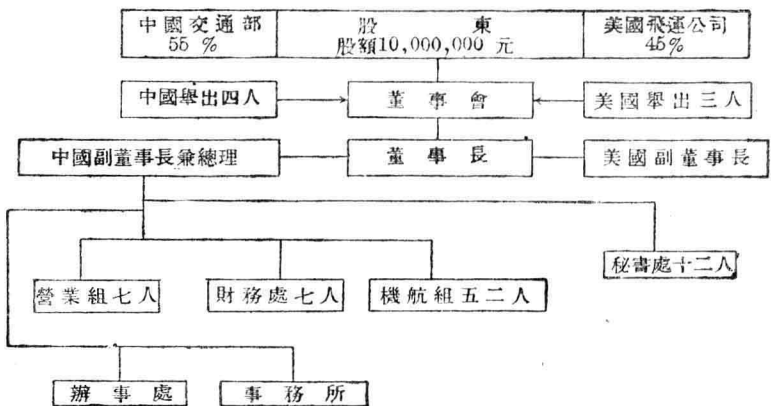 中國交通部
55 %
股東
股額10,000,000 元
美國飛運公司
45%
中國舉出四人
董事會
美國舉出三人
中國副董事長兼總理
董事長
美國副董事長
秘書處十二人
營業組七人
財務處七人
機航組五二人
辦事處
事務所